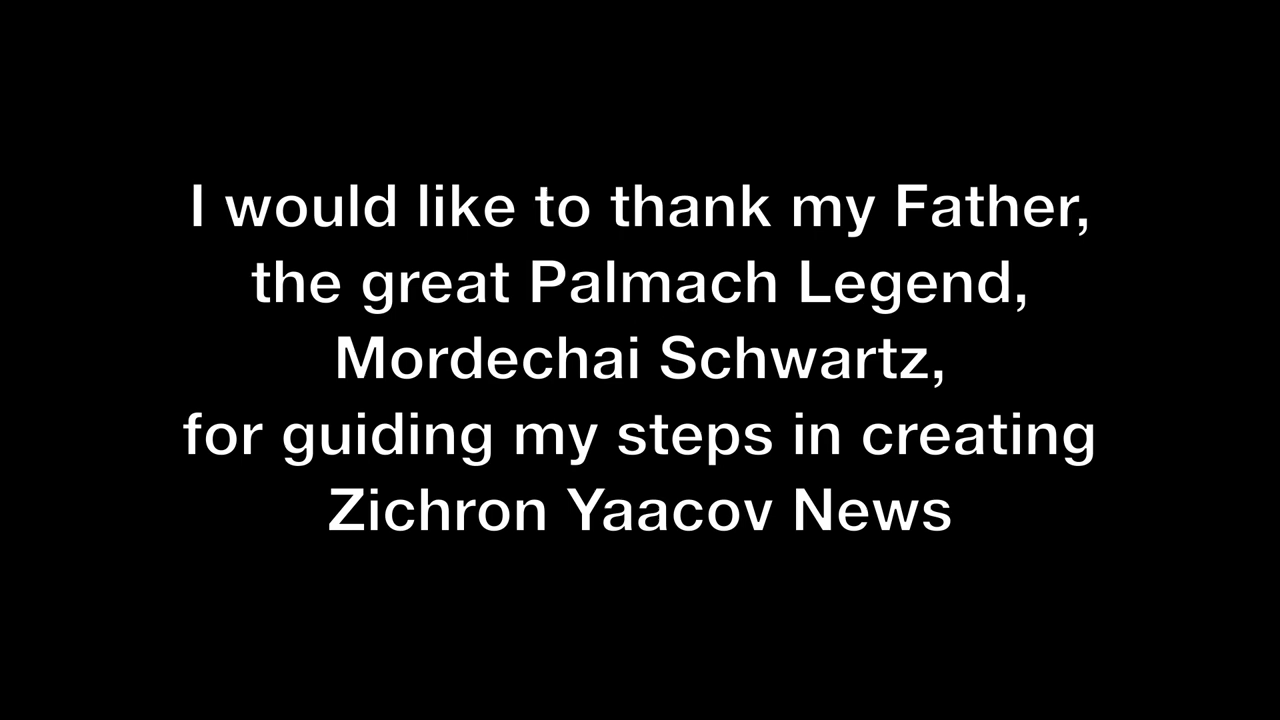 I would like to thank my Father,
the great Palmach Legend,
Mordechai Schwartz,
for guiding my steps in creating
Zichron Yaacov News